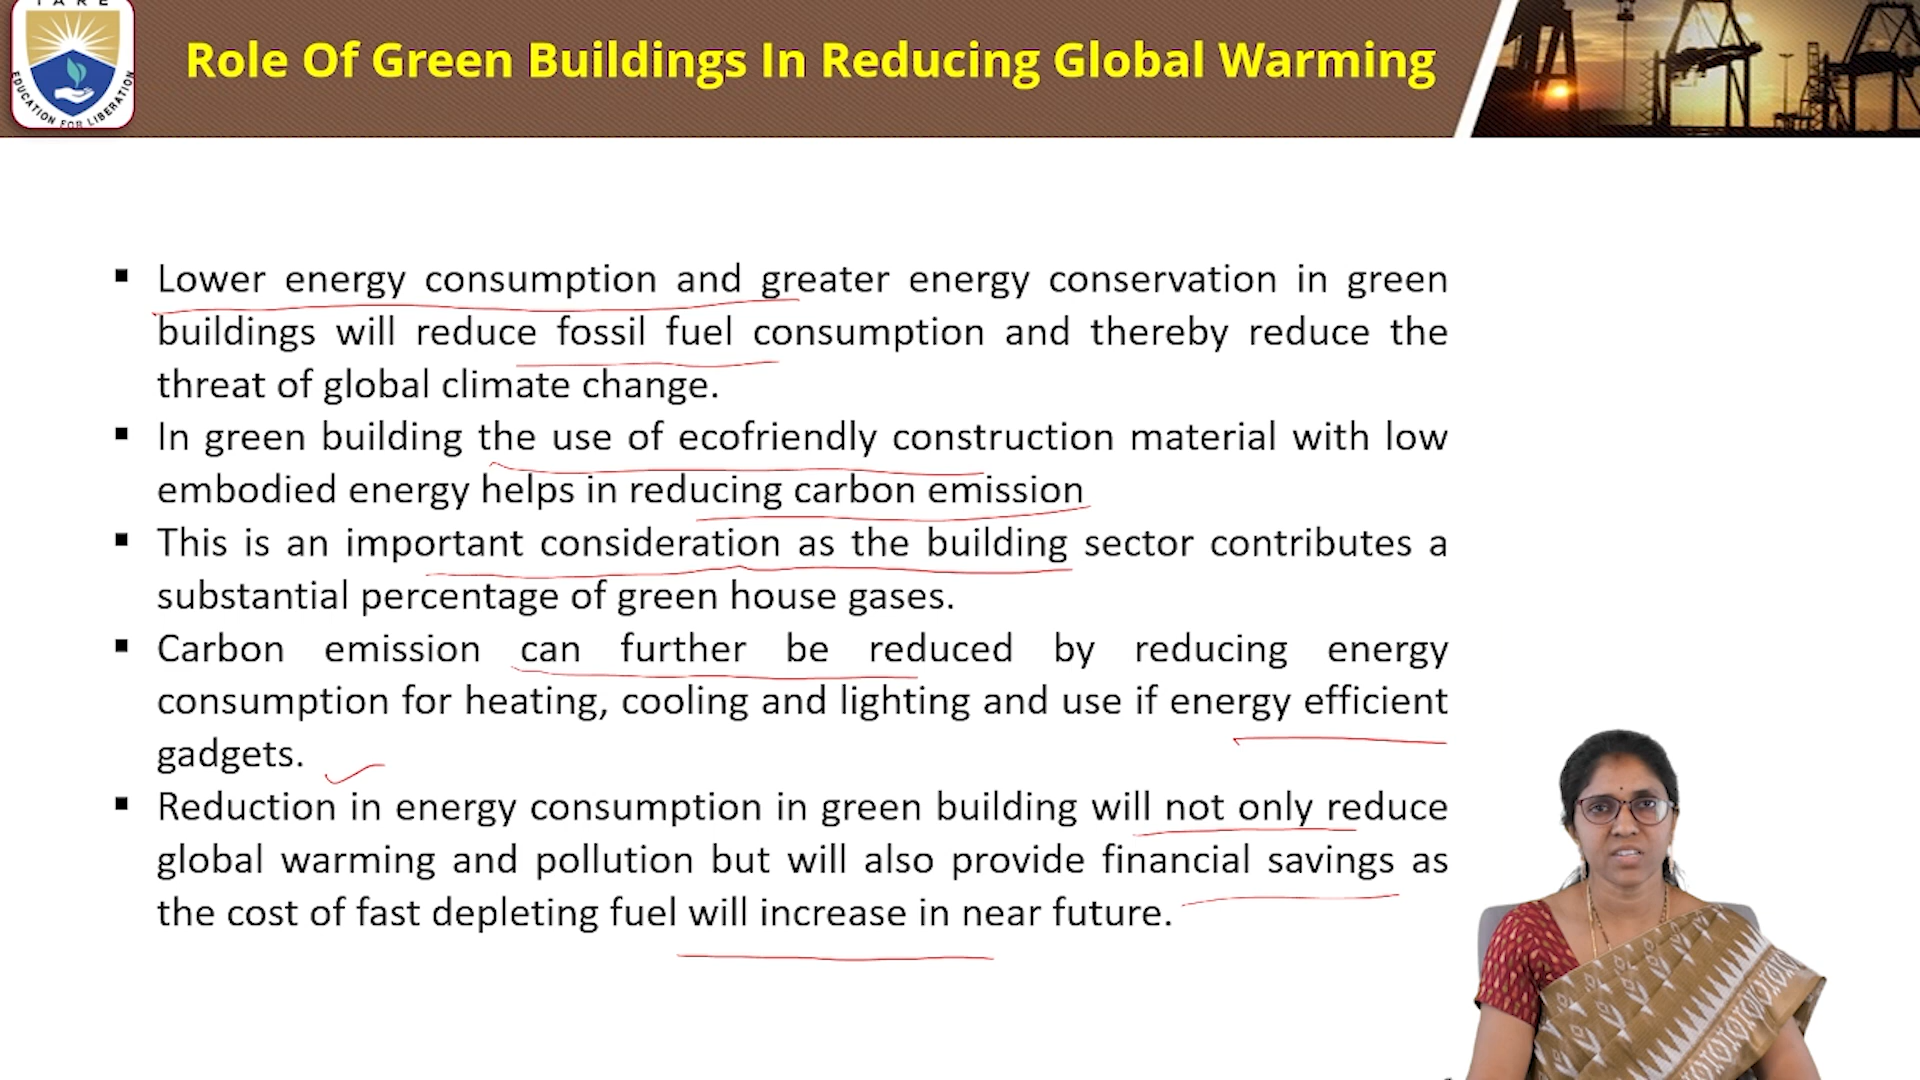 IARE
EDUCATION FOR LIBERATION
Role Of Green Buildings In Reducing Global Warming
▪ Lower energy consumption and greater energy conservation in green
buildings will reduce fossil fuel consumption and thereby reduce the
threat of global climate change.
▪ In green building the use of ecofriendly construction material with low
embodied energy helps in reducing carbon emission
▪ This is an important consideration as the building sector contributes a
substantial percentage of green house gases.
▪ Carbon emission can further be reduced by reducing energy
consumption for heating, cooling and lighting and use if energy efficient
gadgets.
▪ Reduction in energy consumption in green building will not only reduce
global warming and pollution but will also provide financial savings as
the cost of fast depleting fuel will increase in near future.